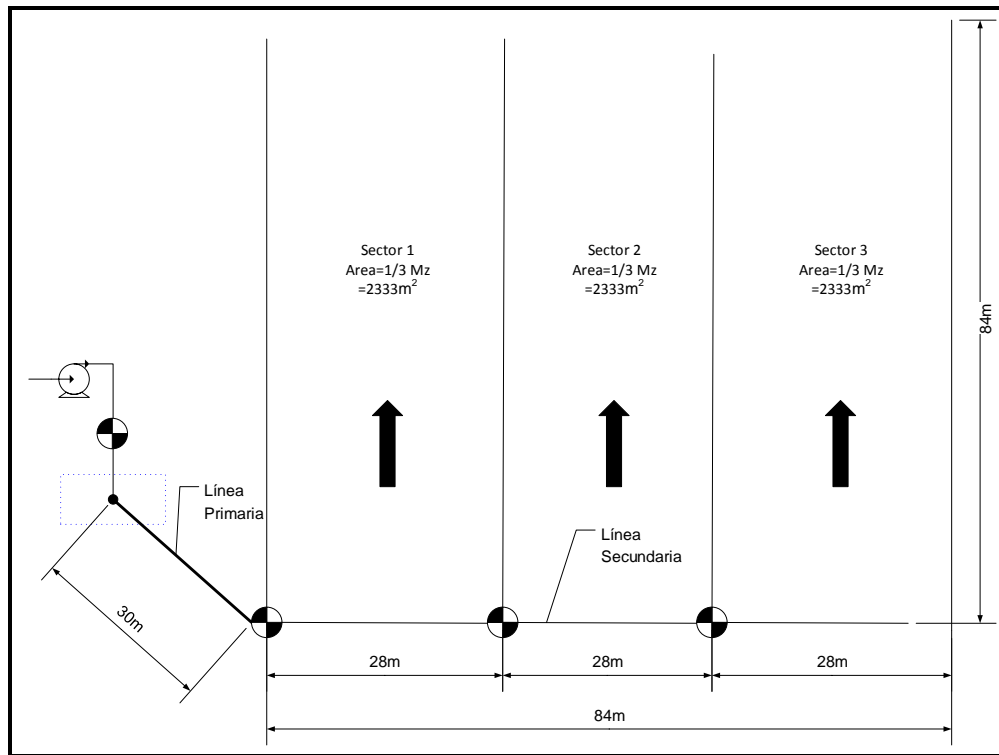 Sector 1
Area=1/3 Mz
=2333m²
Sector 2
Area=1/3 Mz
=2333m²
Sector 3
Area=1/3 Mz
=2333m²
84m
Línea
Primaria
Línea
Secundaria
30m
28m
28m
28m
84m